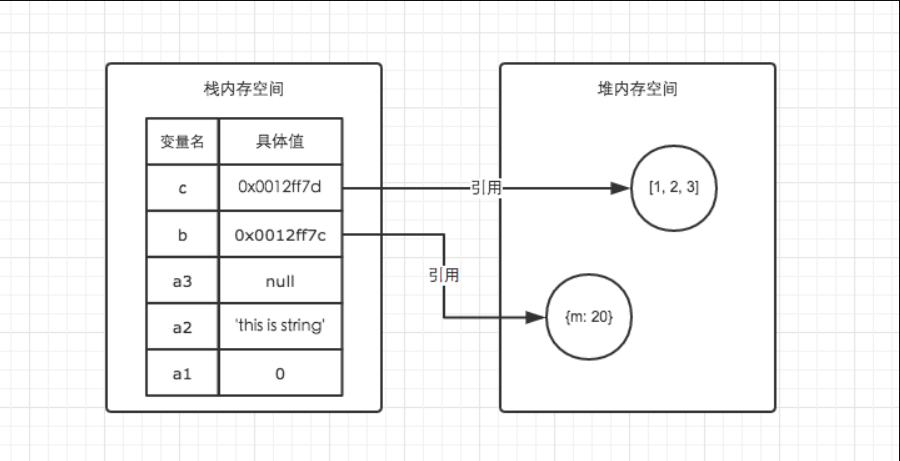 栈内存空间
变量名 具体值
c 0x0012ff7d
b 0x0012ff7c
a3 null
a2 'this is string'
a1 0
引用
引用
堆内存空间
[1, 2, 3]
{m: 20}